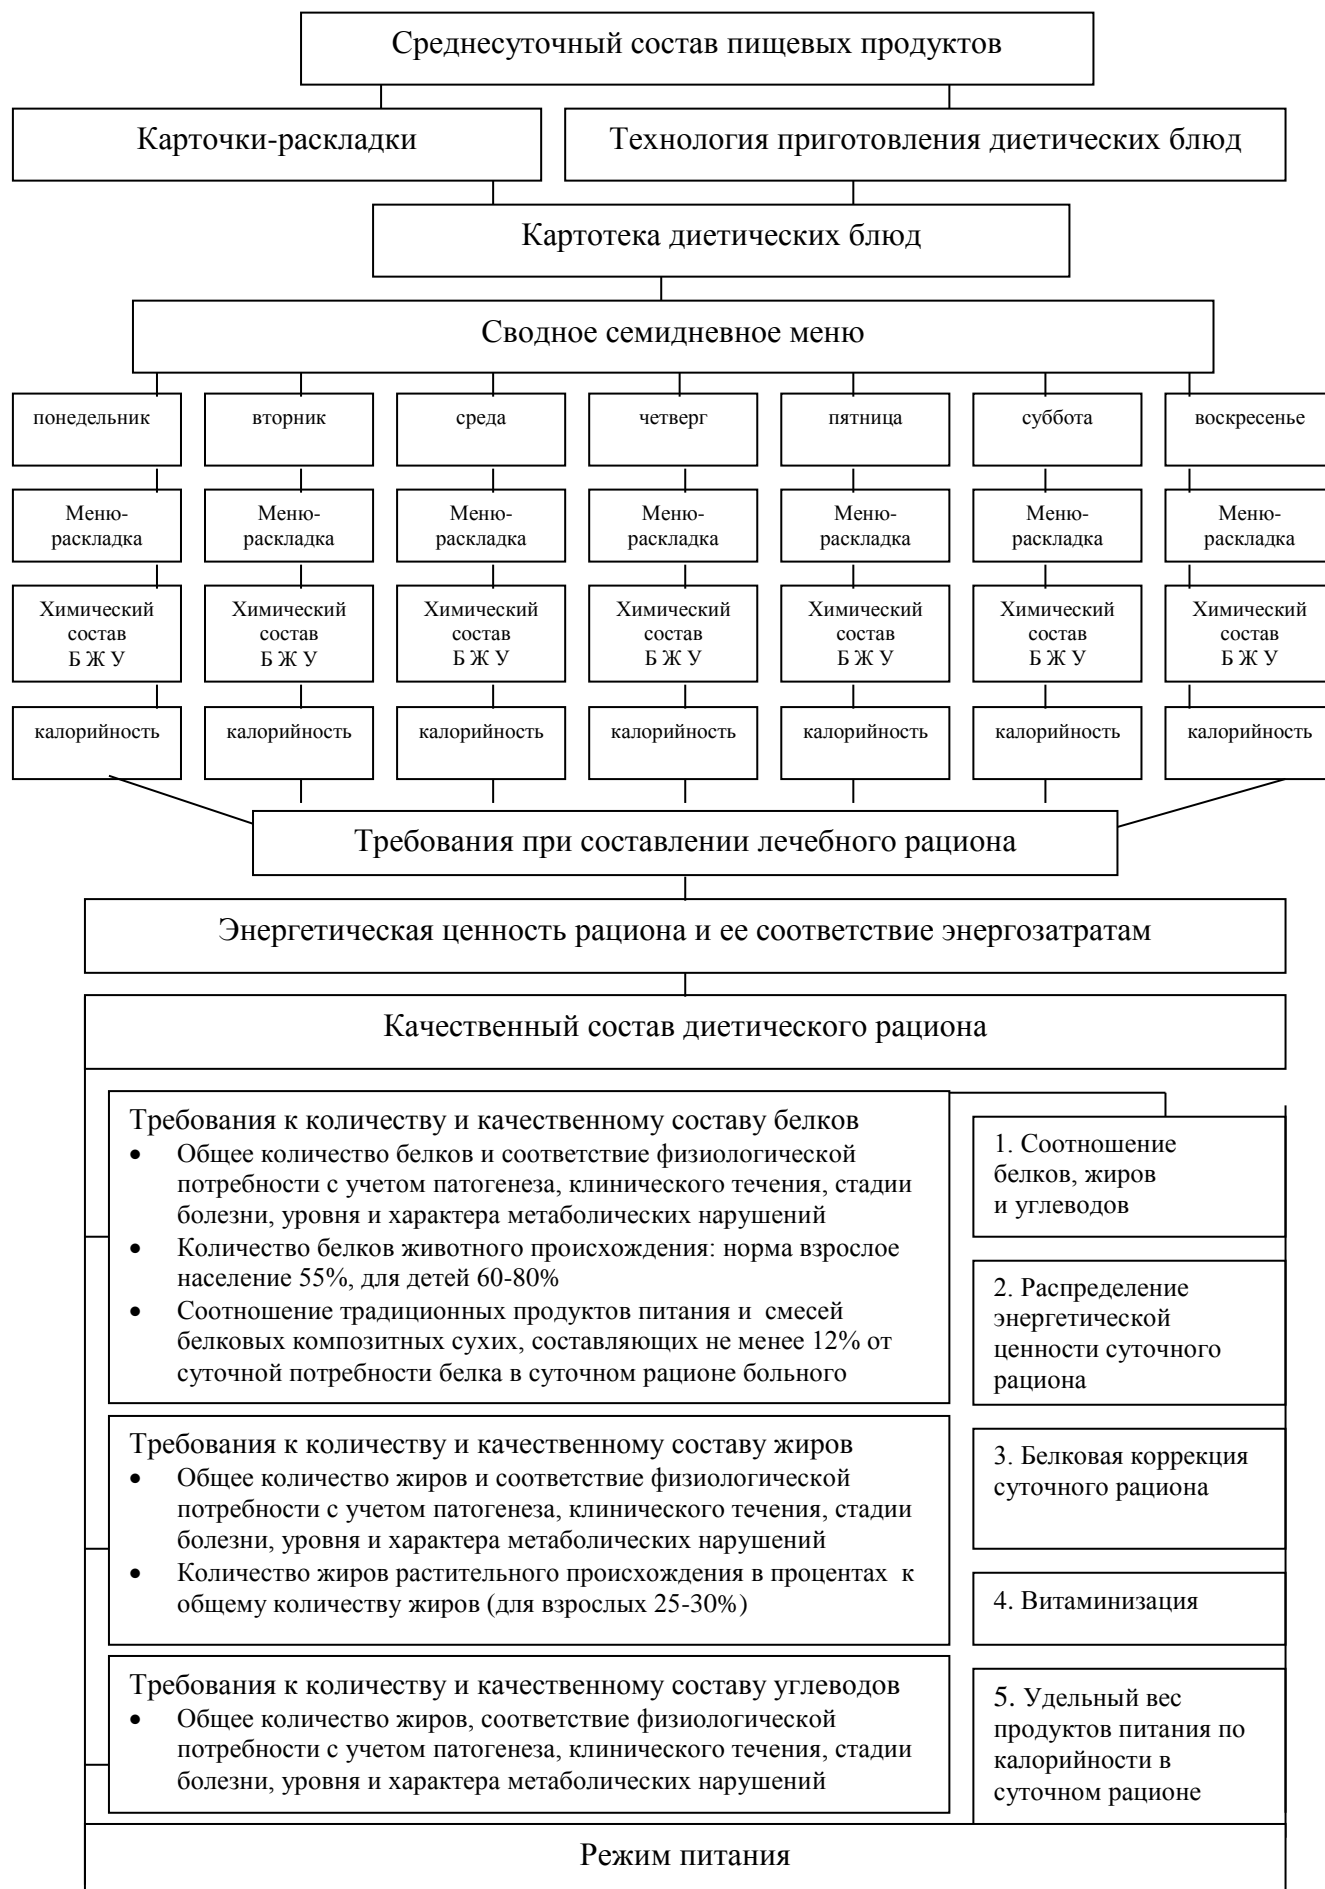 Среднесуточный состав пищевых продуктов
Карточки-раскладки
Технология приготовления диетических блюд
Картотека диетических блюд
Сводное семидневное меню
понедельник
вторник
среда
четверг
пятница
суббота
воскресенье
Меню-
раскладка
Меню-
раскладка
Меню-
раскладка
Меню-
раскладка
Меню-
раскладка
Меню-
раскладка
Меню-
раскладка
Химический
состав
Б Ж У
Химический
состав
Б Ж У
Химический
состав
Б Ж У
Химический
состав
Б Ж У
Химический
состав
Б Ж У
Химический
состав
Б Ж У
Химический
состав
Б Ж У
калорийность
калорийность
калорийность
калорийность
калорийность
калорийность
калорийность
Требования при составлении лечебного рациона
Энергетическая ценность рациона и ее соответствие энергозатратам
Качественный состав диетического рациона
Требования к количеству и качественному составу белков
• Общее количество белков и соответствие физиологической
потребности с учетом патогенеза, клинического течения, стадии
болезни, уровня и характера метаболических нарушений
• Количество белков животного происхождения: норма взрослое
население 55%, для детей 60-80%
• Соотношение традиционных продуктов питания и смесей
белковых композитных сухих, составляющих не менее 12% от
суточной потребности белка в суточном рационе больного
Требования к количеству и качественному составу жиров
• Общее количество жиров и соответствие физиологической
потребности с учетом патогенеза, клинического течения, стадии
болезни, уровня и характера метаболических нарушений
• Количество жиров растительного происхождения в процентах к
общему количеству жиров (для взрослых 25-30%)
Требования к количеству и качественному составу углеводов
• Общее количество жиров, соответствие физиологической
потребности с учетом патогенеза, клинического течения, стадии
болезни, уровня и характера метаболических нарушений
1. Соотношение
белков, жиров
и углеводов
2. Распределение
энергетической
ценности суточного
рациона
3. Белковая коррекция
суточного рациона
4. Витаминизация
5. Удельный вес
продуктов питания по
калорийности в
суточном рационе
Режим питания